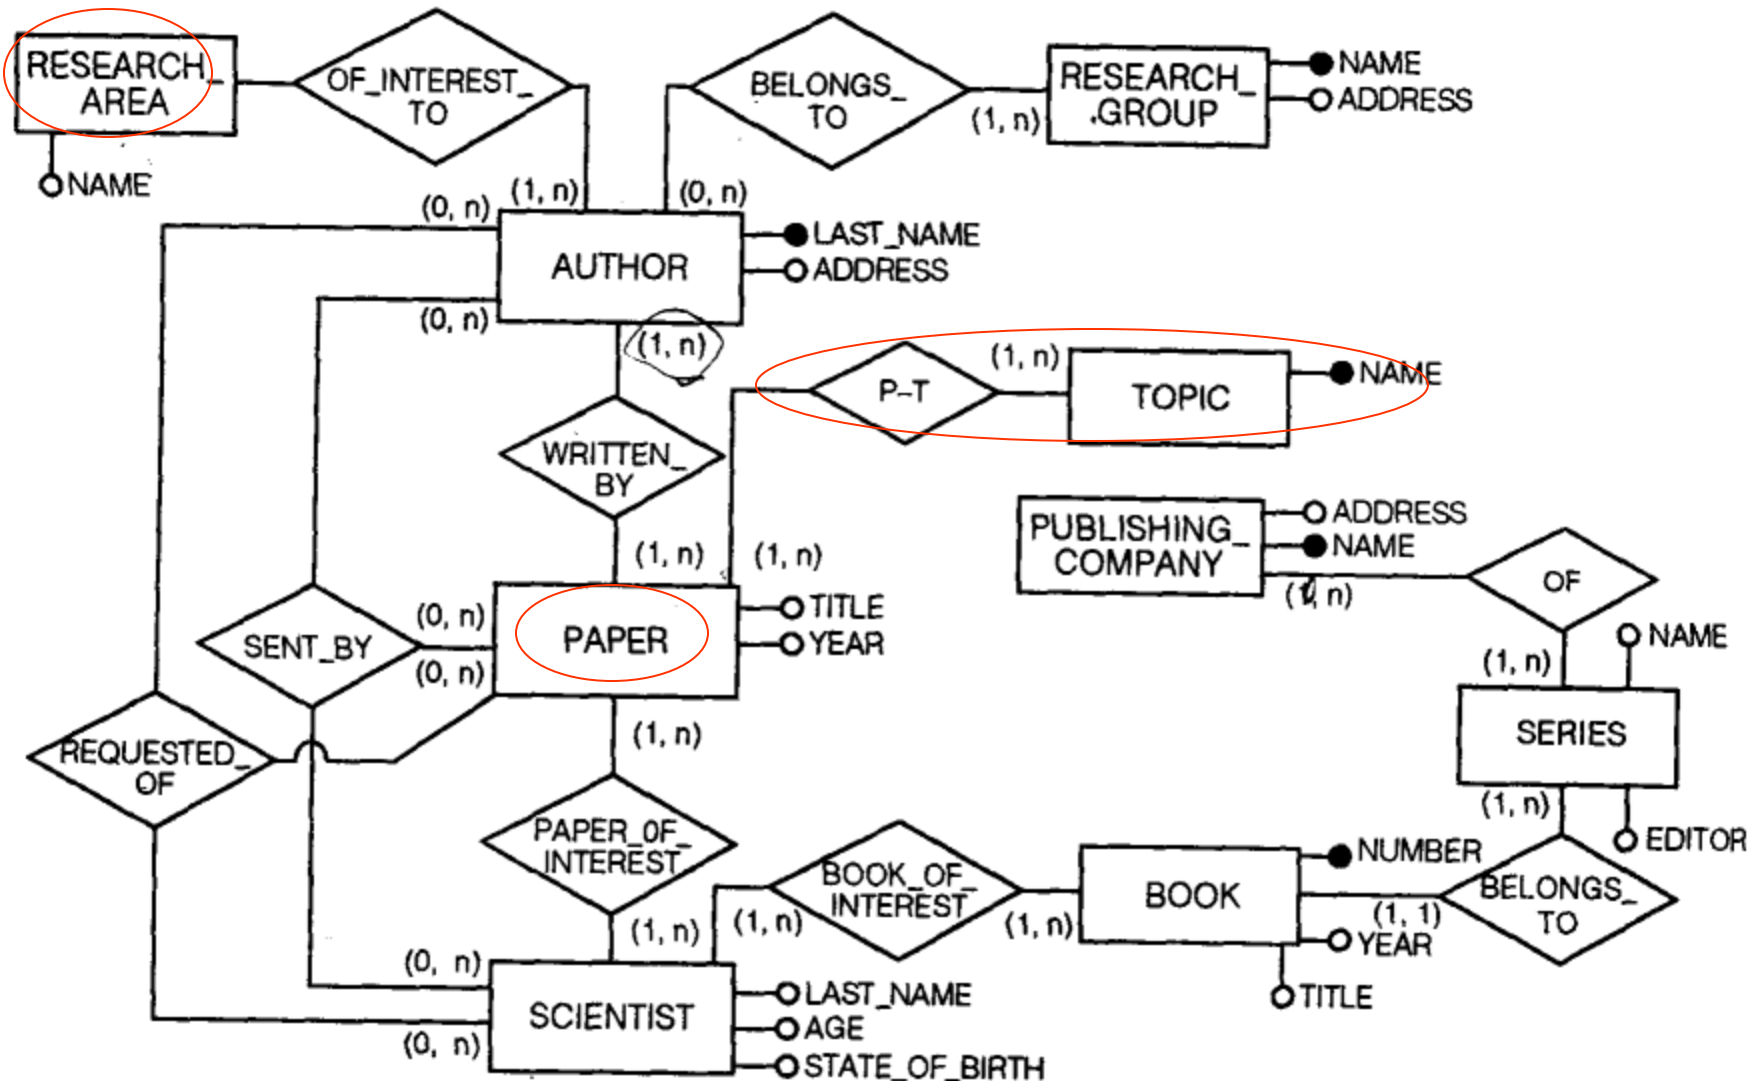 RESEARCH_
AREA
NAME
OF_INTEREST_
TO
BELONGS_
TO
(1, n)
RESEARCH_
.GROUP
NAME
ADDRESS
(0, n)
(1, n)
(0, n)
AUTHOR
LAST_NAME
ADDRESS
(0, n)
(1, n)
WRITTEN_
BY
(1, n)
P-T
(1, n)
TOPIC
NAME
(1, n)
PUBLISHING_
COMPANY
ADDRESS
NAME
(1, n)
OF
(1, n)
SERIES
NAME
EDITOR
(1, n)
SENT_BY
(0, n)
(0, n)
PAPER
TITLE
YEAR
REQUESTED_
OF
(1, n)
PAPER_OF_
INTEREST
(1, n)
BOOK_OF_
INTEREST
(1, n)
(1, n)
BOOK
NUMBER
(1, 1)
YEAR
TITLE
BELONGS_
TO
(0, n)
(0, n)
SCIENTIST
LAST_NAME
AGE
STATE_OF_BIRTH